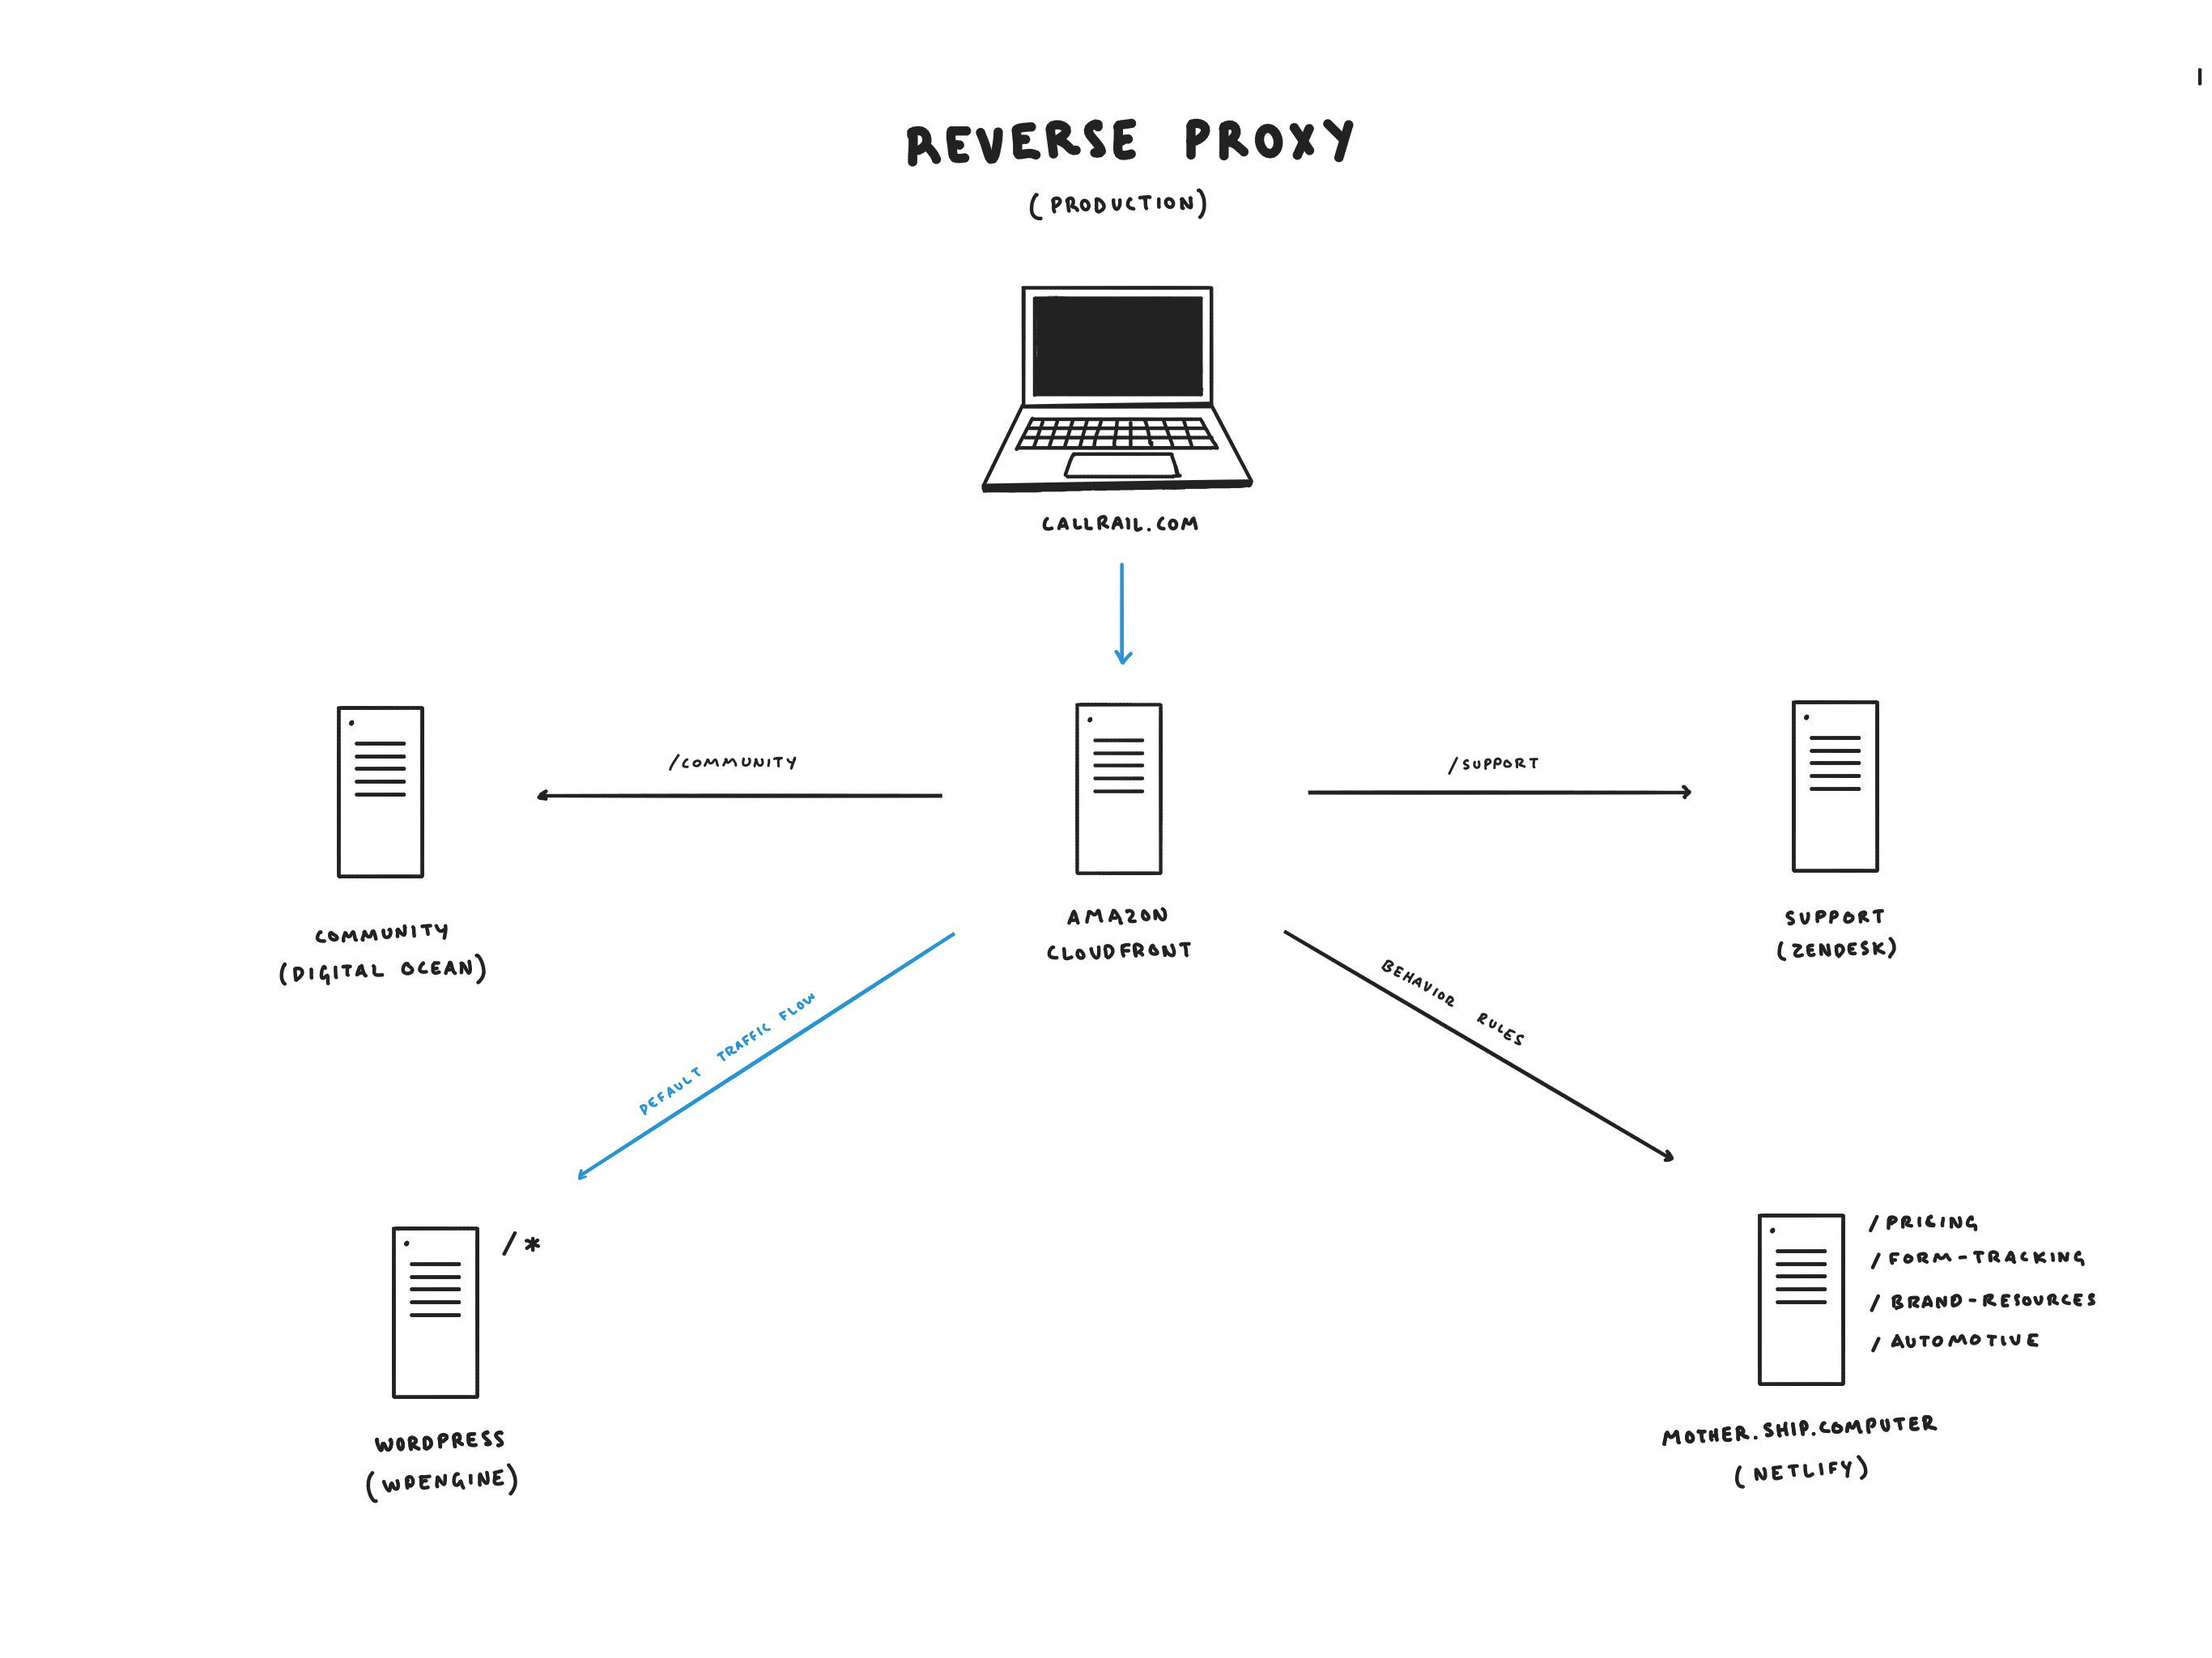 REVERSE PROXY
(PRODUCTION)
CALLRAIL.COM
/COMMUNITY
/SUPPORT
COMMUNITY
(DIGITAL OCEAN)
AMAZON
CLOUDFRONT
SUPPORT
(ZENDESK)
DEFAULT TRAFFIC FLOW
BEHAVIOR RULES
/*
WORDPRESS
(WPENGINE)
/PRICING
/FORM-TRACKING
/BRAND-RESOURCES
/AUTOMOTIVE
MOTHER.SHIP.COMPUTER
(NETLIFY)